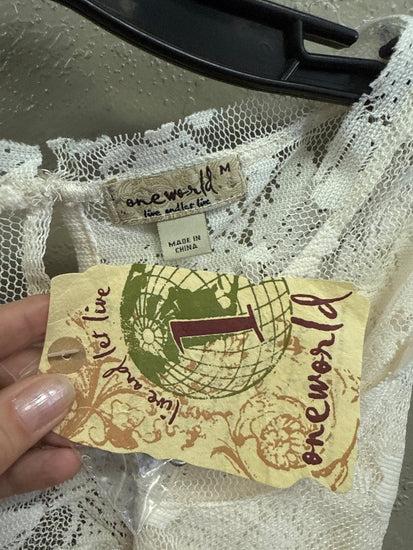 oneworld M
live and let live
MADE IN
CHINA
live and let live
1
oneworld